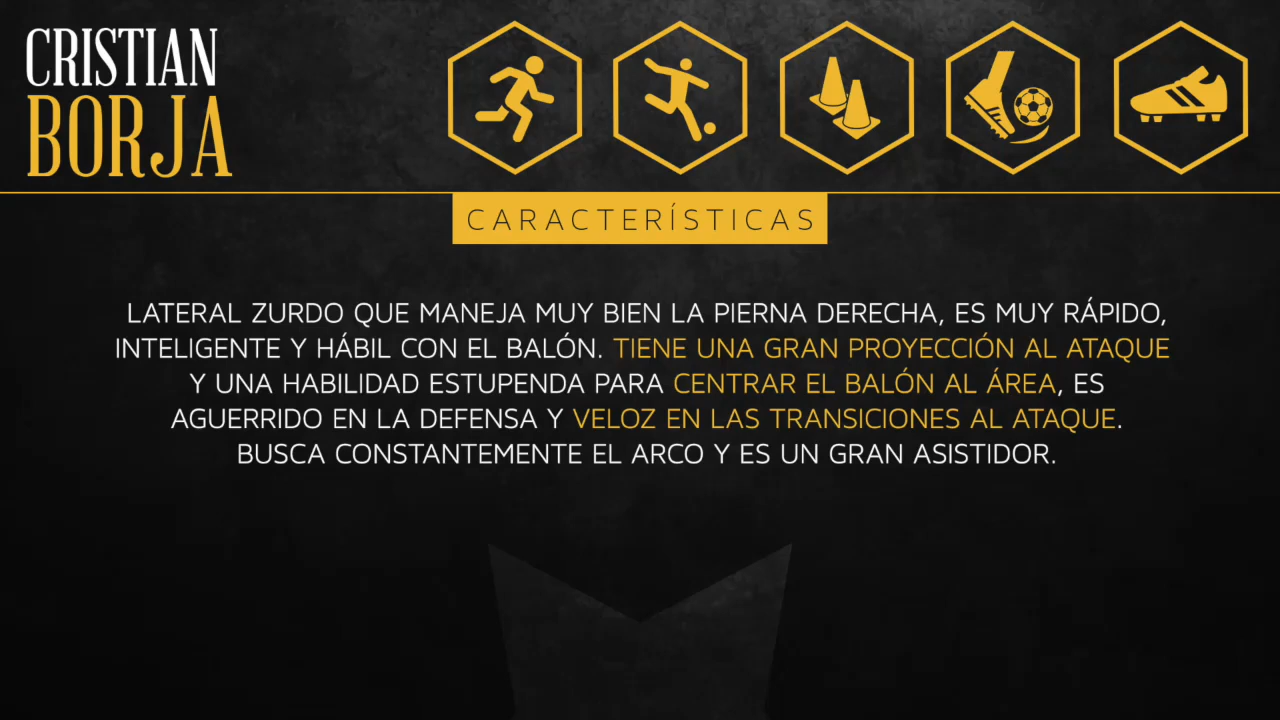 CRISTIAN
BORJA
CARACTERÍSTICAS
LATERAL ZURDO QUE MANEJA MUY BIEN LA PIERNA DERECHA, ES MUY RÁPIDO,
INTELIGENTE Y HÁBIL CON EL BALÓN. TIENE UNA GRAN PROYECCIÓN AL ATAQUE
Y UNA HABILIDAD ESTUPENDA PARA CENTRAR EL BALÓN AL ÁREA, ES
AGUERRIDO EN LA DEFENSA Y VELOZ EN LAS TRANSICIONES AL ATAQUE.
BUSCA CONSTANTEMENTE EL ARCO Y ES UN GRAN ASISTIDOR.